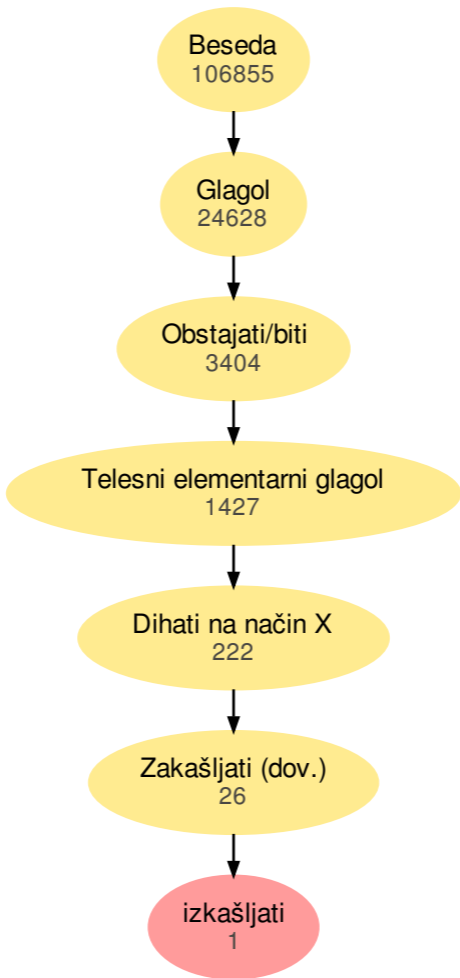 Beseda
106855
Glagol
24628
Obstajati/biti
3404
Telesni elementarni glagol
1427
Dihati na način X
222
Zakašljati (dov.)
26
izkašljati
1